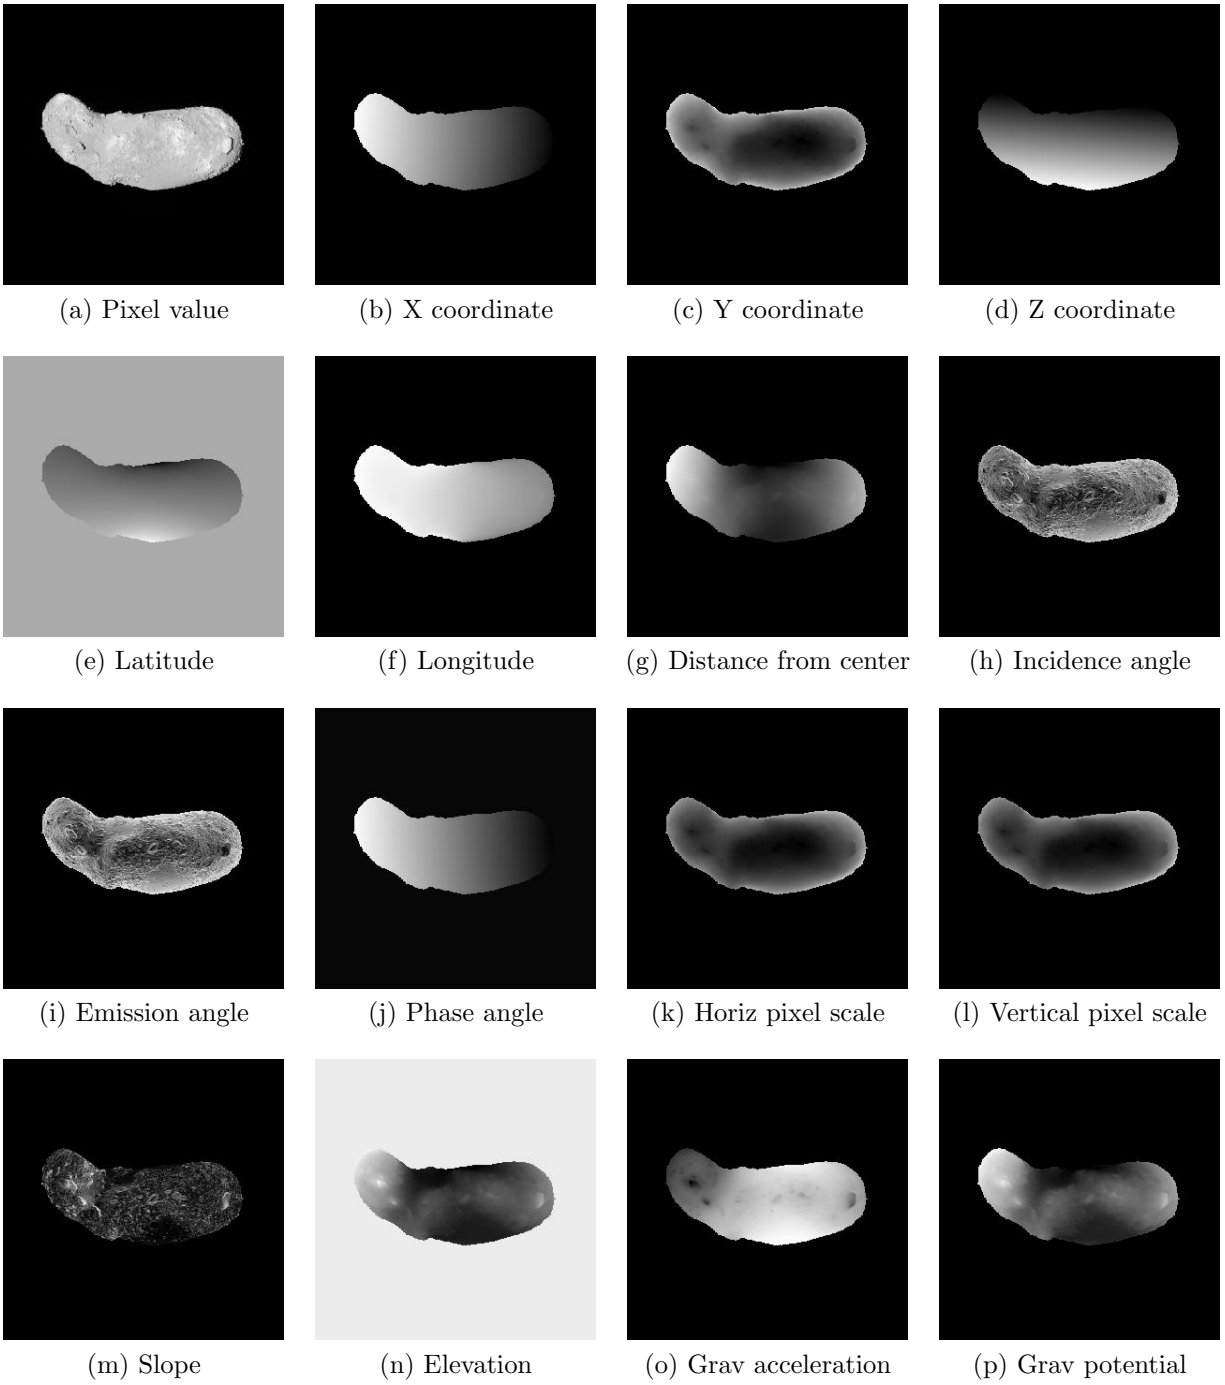 (a) Pixel value
(b) X coordinate
(c) Y coordinate
(d) Z coordinate
(e) Latitude
(f) Longitude
(g) Distance from center
(h) Incidence angle
(i) Emission angle
(j) Phase angle
(k) Horiz pixel scale
(l) Vertical pixel scale
(m) Slope
(n) Elevation
(o) Grav acceleration
(p) Grav potential